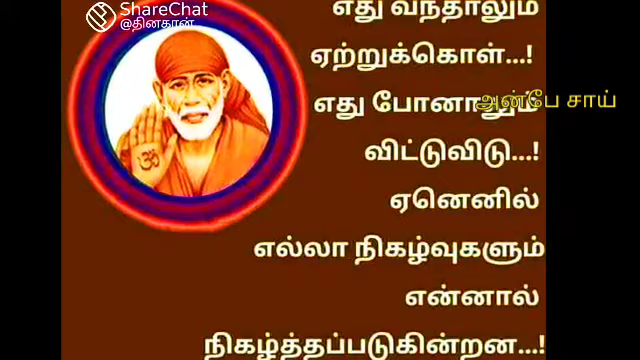 ShareChat
@தினகரன்
எது வந்தாலும்
ஏற்றுக்கொள்...!
எது போனாலும்
அன்பே சாய்
விட்டுவிடு...!
ஏனெனில்
எல்லா நிகழ்வுகளும்
என்னால்
நிகழ்த்தப்படுகின்றன...!